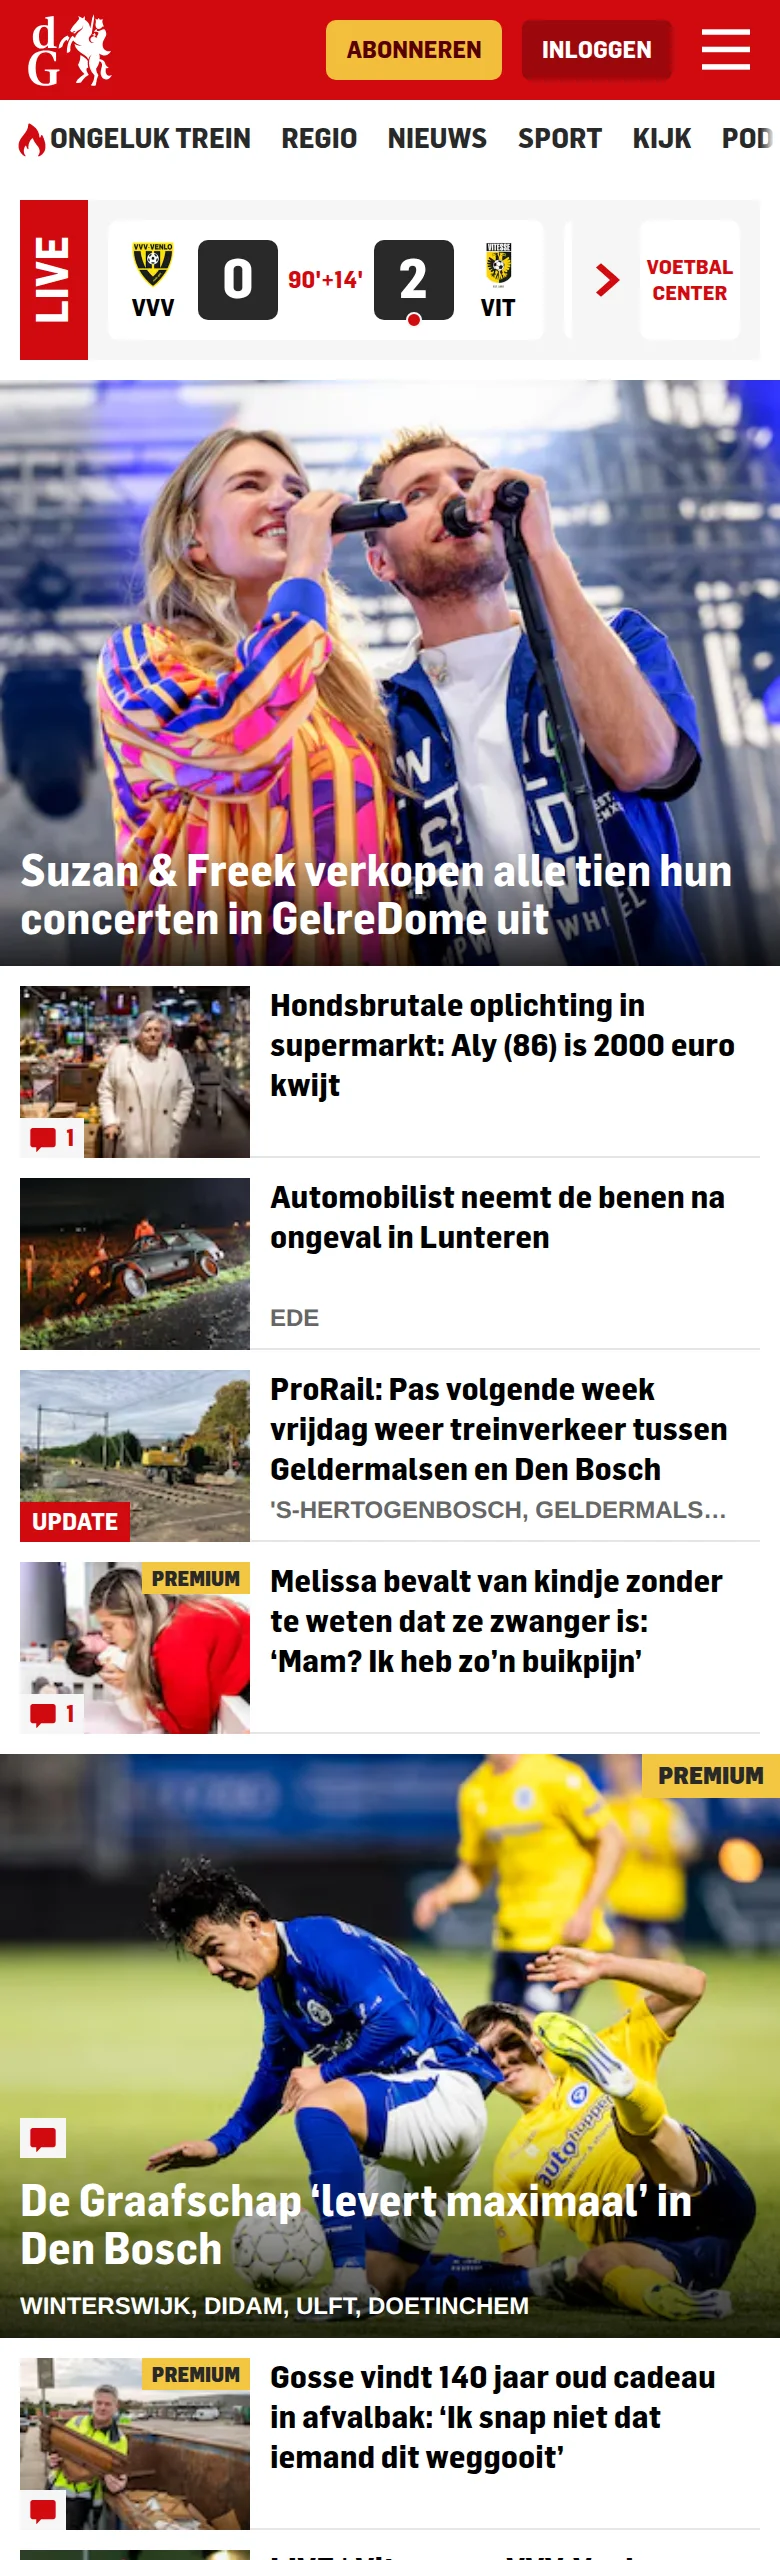 dG
ABONNEREN
INLOGGEN
ONGELUK TREIN
REGIO
NIEUWS
SPORT
KIJK
POD
LIVE
VVV-VENLO
VVV
0
90'+14'
2
VITESSE
VIT
VOETBAL
CENTER
Suzan & Freek verkopen alle tien hun
concerten in GelreDome uit
Hondsbrutale oplichting in
supermarkt: Aly (86) is 2000 euro
kwijt
1
Automobilist neemt de benen na
ongeval in Lunteren
EDE
ProRail: Pas volgende week
vrijdag weer treinverkeer tussen
Geldermalsen en Den Bosch
'S-HERTOGENBOSCH, GELDERMALS...
UPDATE
PREMIUM
Melissa bevalt van kindje zonder
te weten dat ze zwanger is:
‘Mam? Ik heb zo’n buikpijn’
1
PREMIUM
autohopper
De Graafschap ‘levert maximaal’ in
Den Bosch
WINTERSWIJK, DIDAM, ULFT, DOETINCHEM
PREMIUM
Gosse vindt 140 jaar oud cadeau
in afvalbak: ‘Ik snap niet dat
iemand dit weggooit’